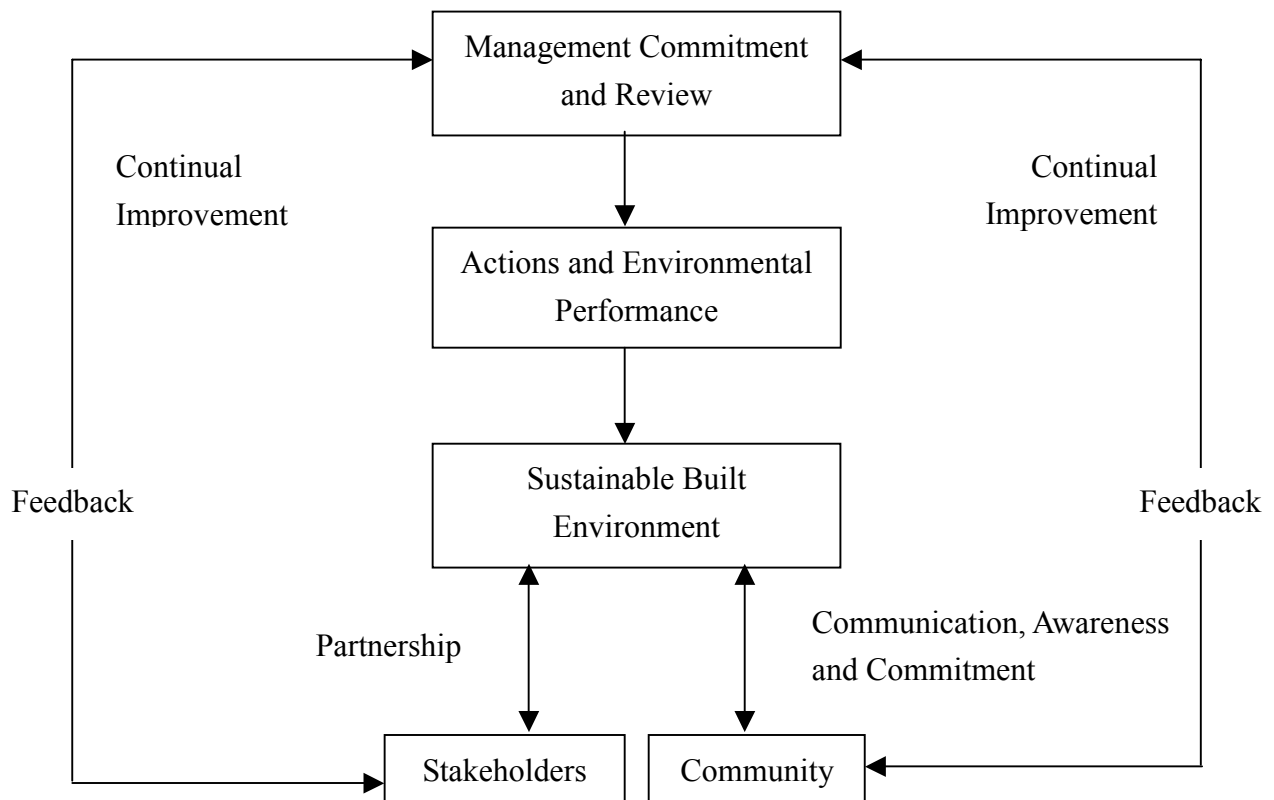 Management Commitment
and Review
Continual
Improvement
Continual
Improvement
Actions and Environmental
Performance
Sustainable Built
Environment
Feedback
Feedback
Partnership
Communication, Awareness
and Commitment
Stakeholders
Community